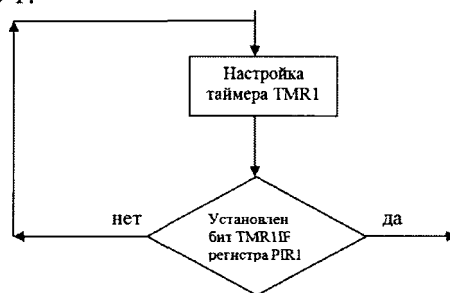 Настройка
таймера TMR1
нет
да
Установлен
бит TMR1IF
регистра PIR1